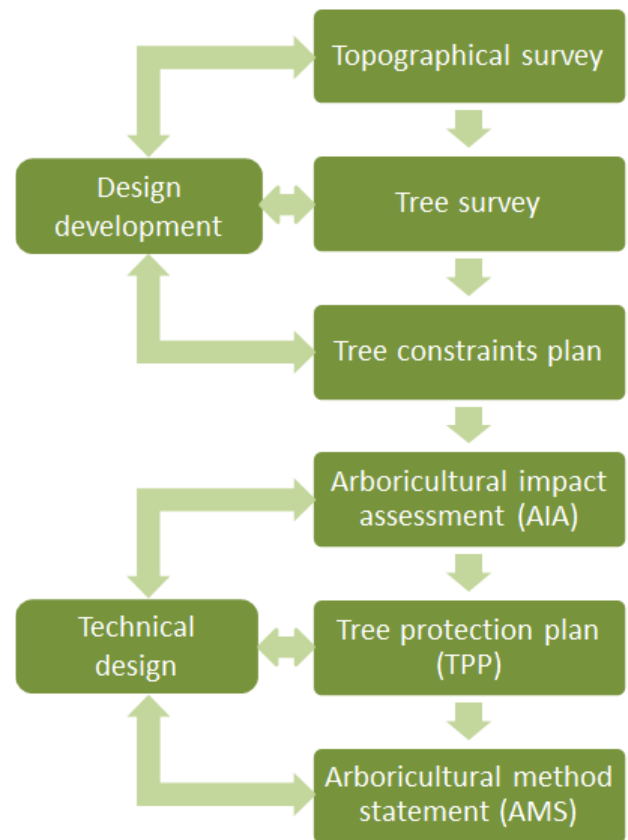 Topographical survey
Design
development
Tree survey
Tree constraints plan
Arboricultural impact
assessment (AIA)
Technical
design
Tree protection plan
(TPP)
Arboricultural method
statement (AMS)